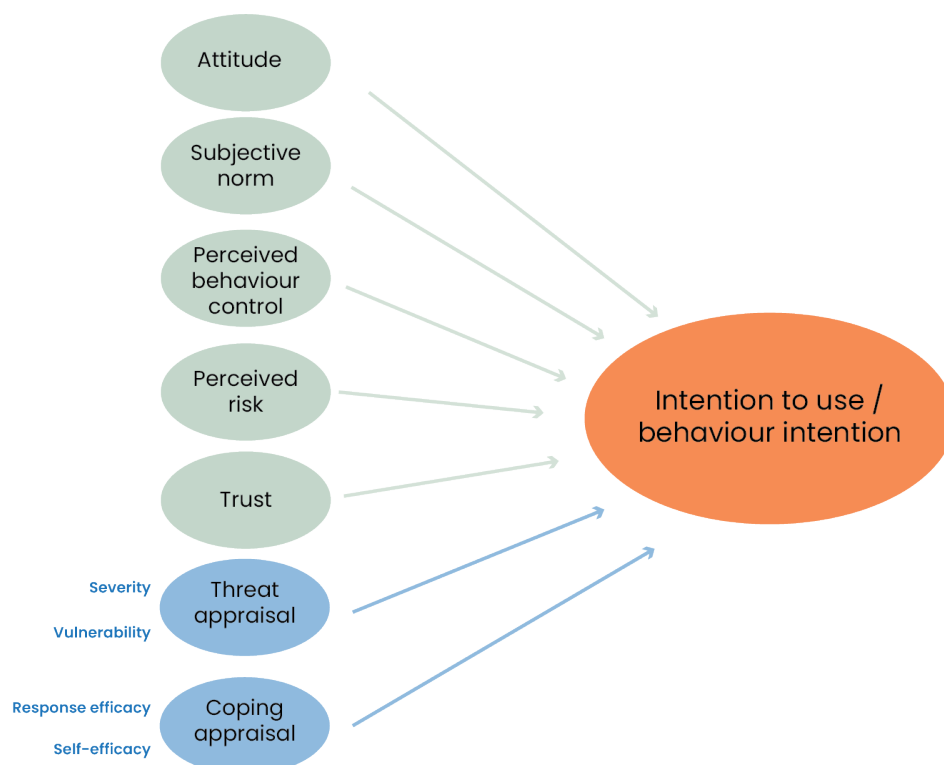 Attitude
Subjective
norm
Perceived
behaviour
control
Perceived
risk
Trust
Intention to use /
behaviour intention
Severity
Vulnerability
Threat
appraisal
Response efficacy
Self-efficacy
Coping
appraisal